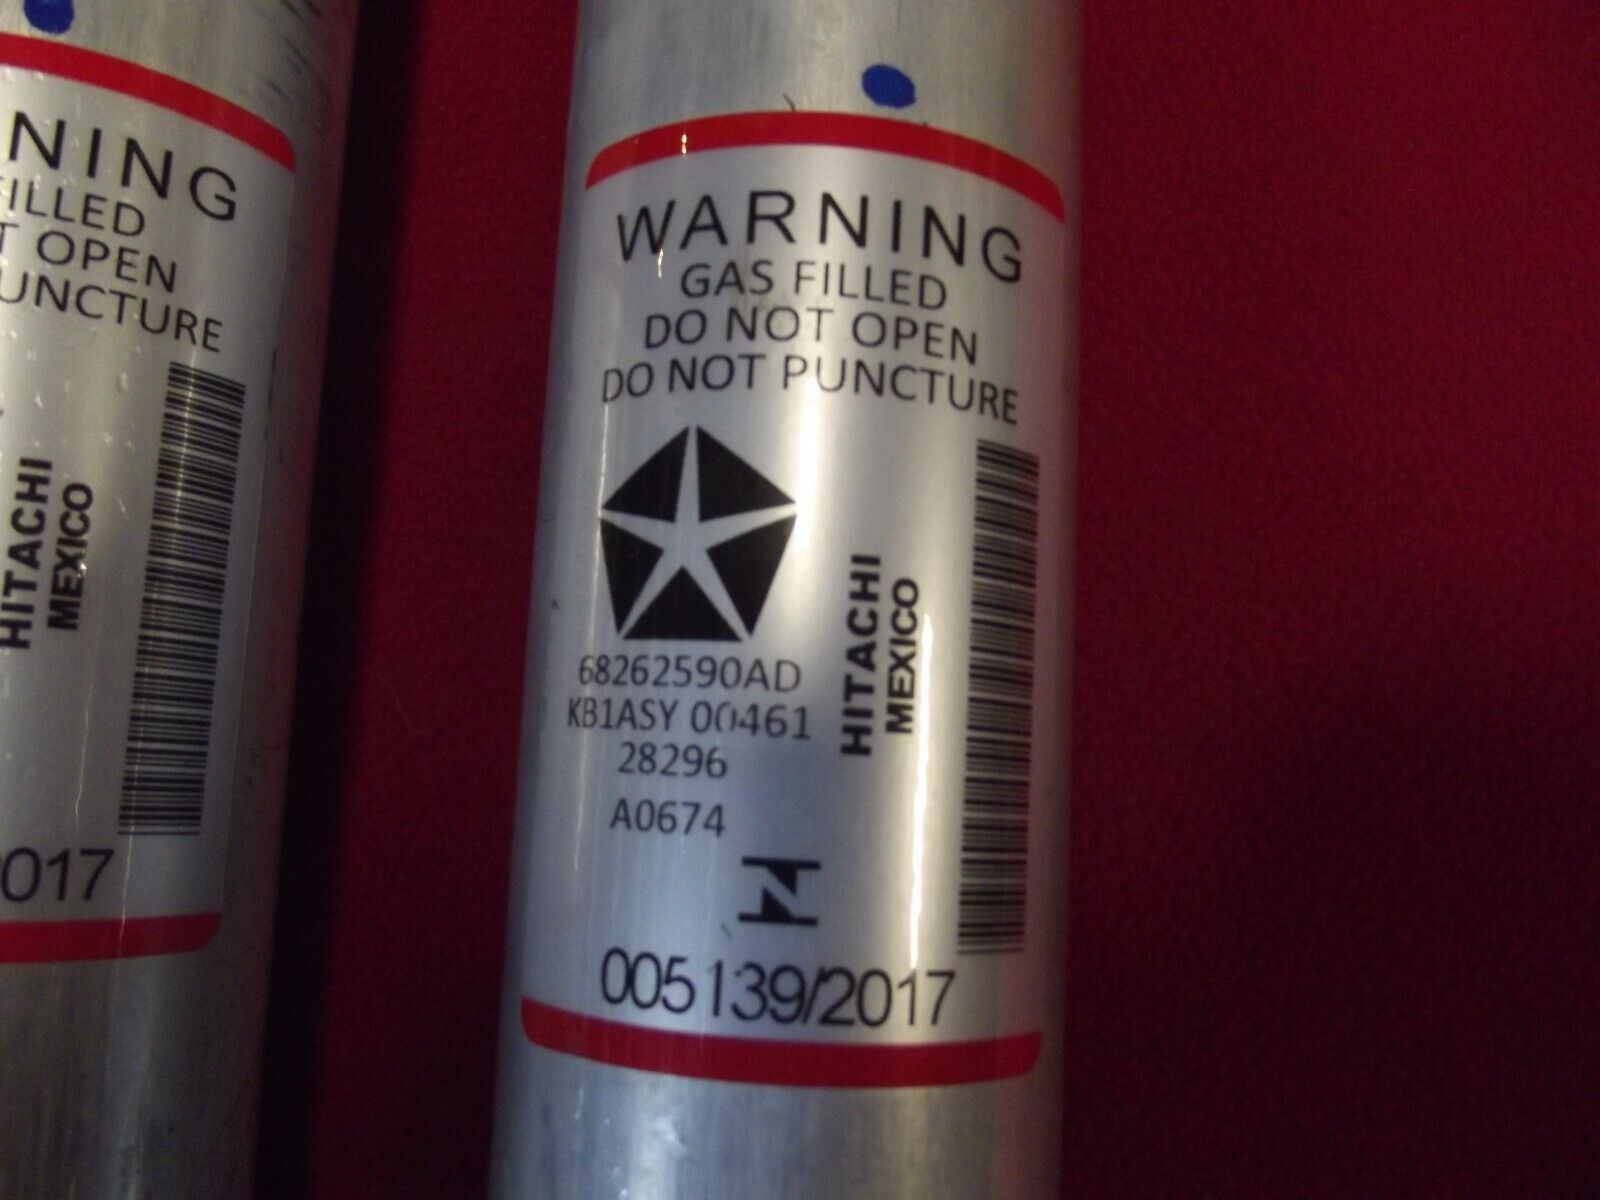 NING
FILLED
T OPEN
UNCTURE
HITACHI
MEXICO
2017
WARNING
GAS FILLED
DO NOT OPEN
DO NOT PUNCTURE
68262590AD
KB1ASY 00461
28296
A0674
HITACHI
MEXICO
005139/2017